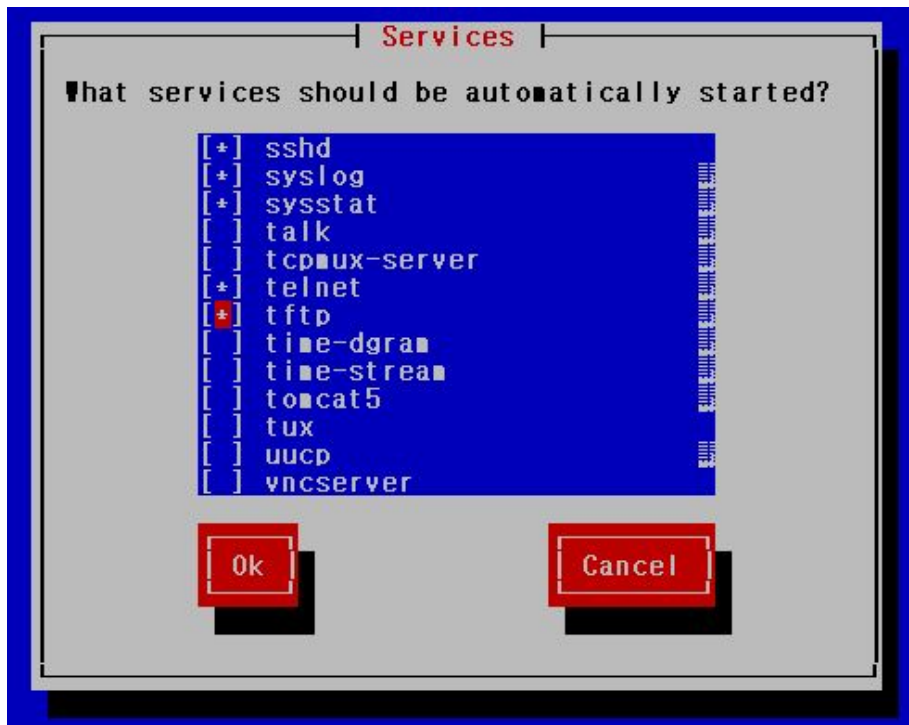 Services
What services should be automatically started?
[*] sshd
[*] syslog
[*] sysstat
[ ] talk
[ ] tcpmux-server
[*] telnet
[*] tftp
[ ] time-dgram
[ ] time-stream
[ ] tomcat5
[ ] tux
[ ] uucp
[ ] vncserver
Ok Cancel